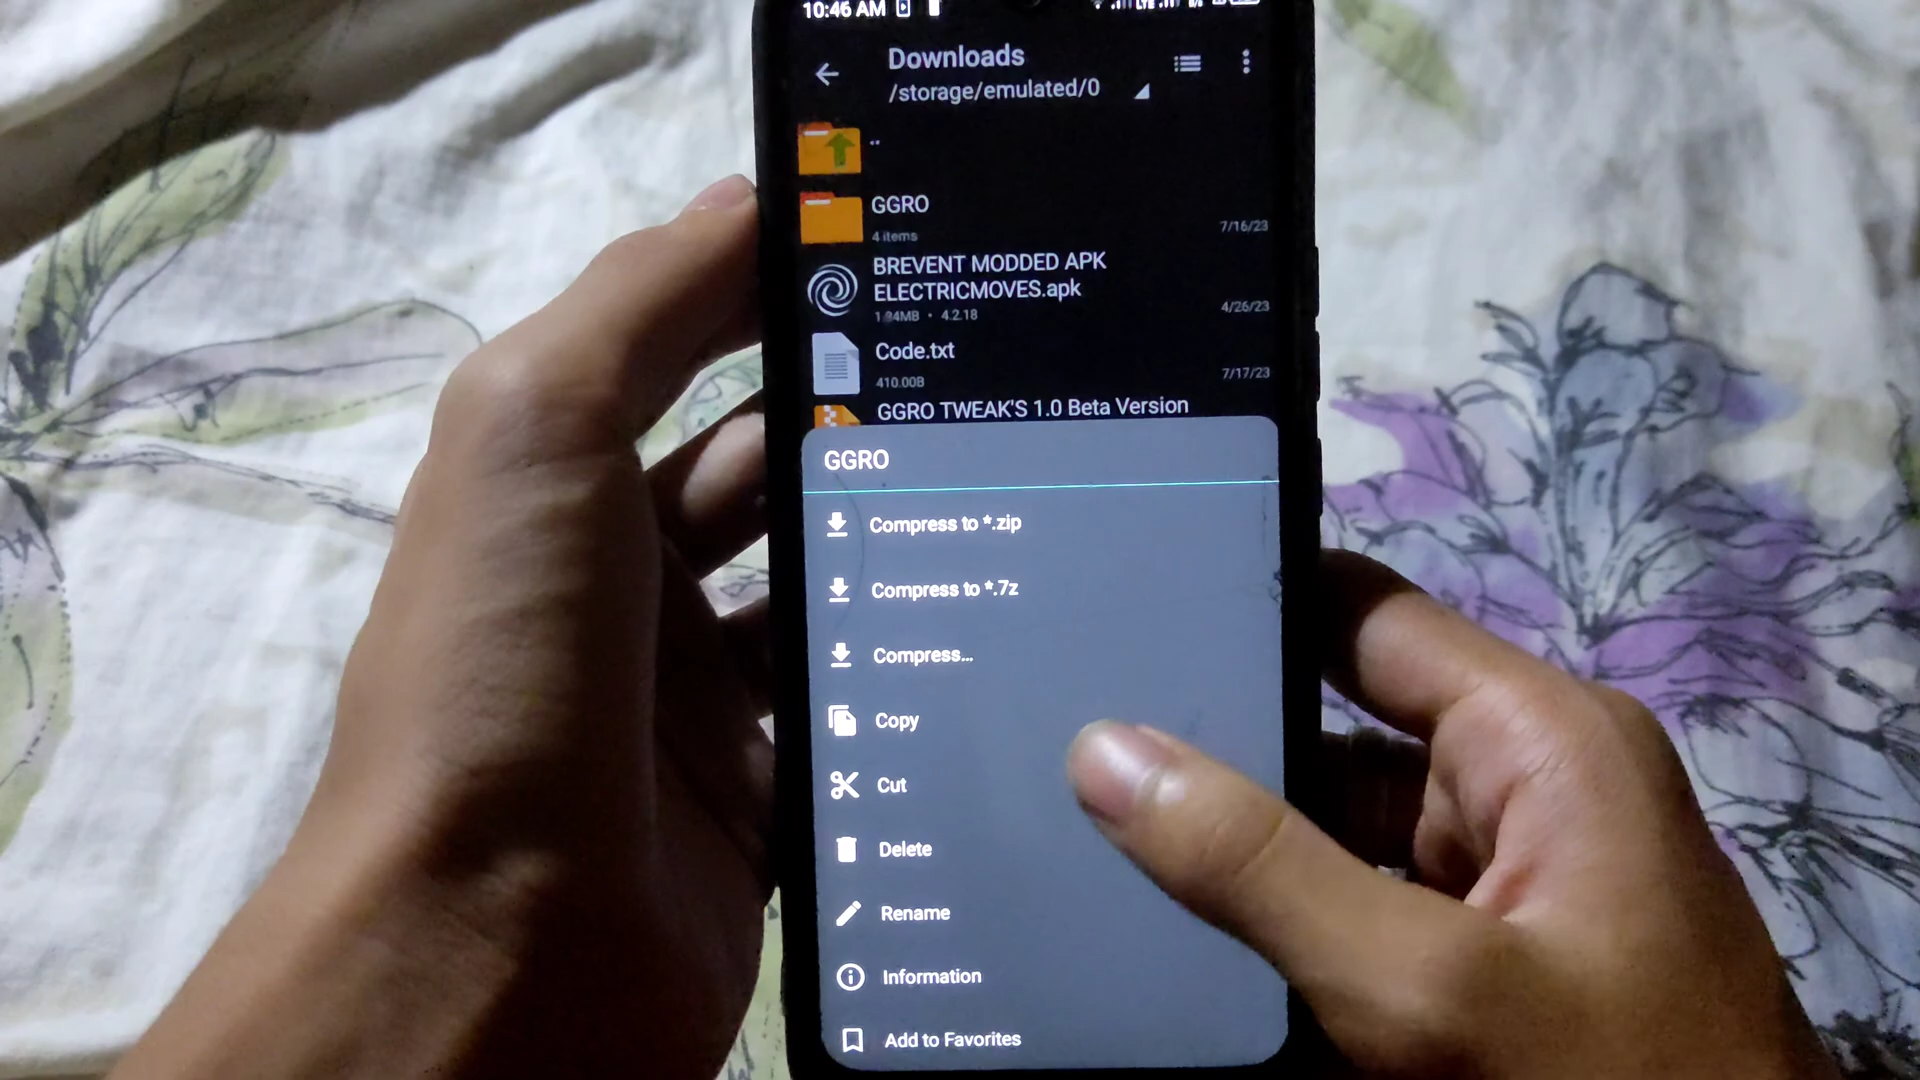 10:46 AM
Downloads
/storage/emulated/0
..
GGRO
4 items
7/16/23
BREVENT MODDED APK
ELECTRICMOVES.apk
1.94MB • 4.2.18
4/26/23
Code.txt
410.00B
7/17/23
GGRO TWEAK'S 1.0 Beta Version
GGRO
Compress to *.zip
Compress to *.7z
Compress...
Copy
Cut
Delete
Rename
Information
Add to Favorites